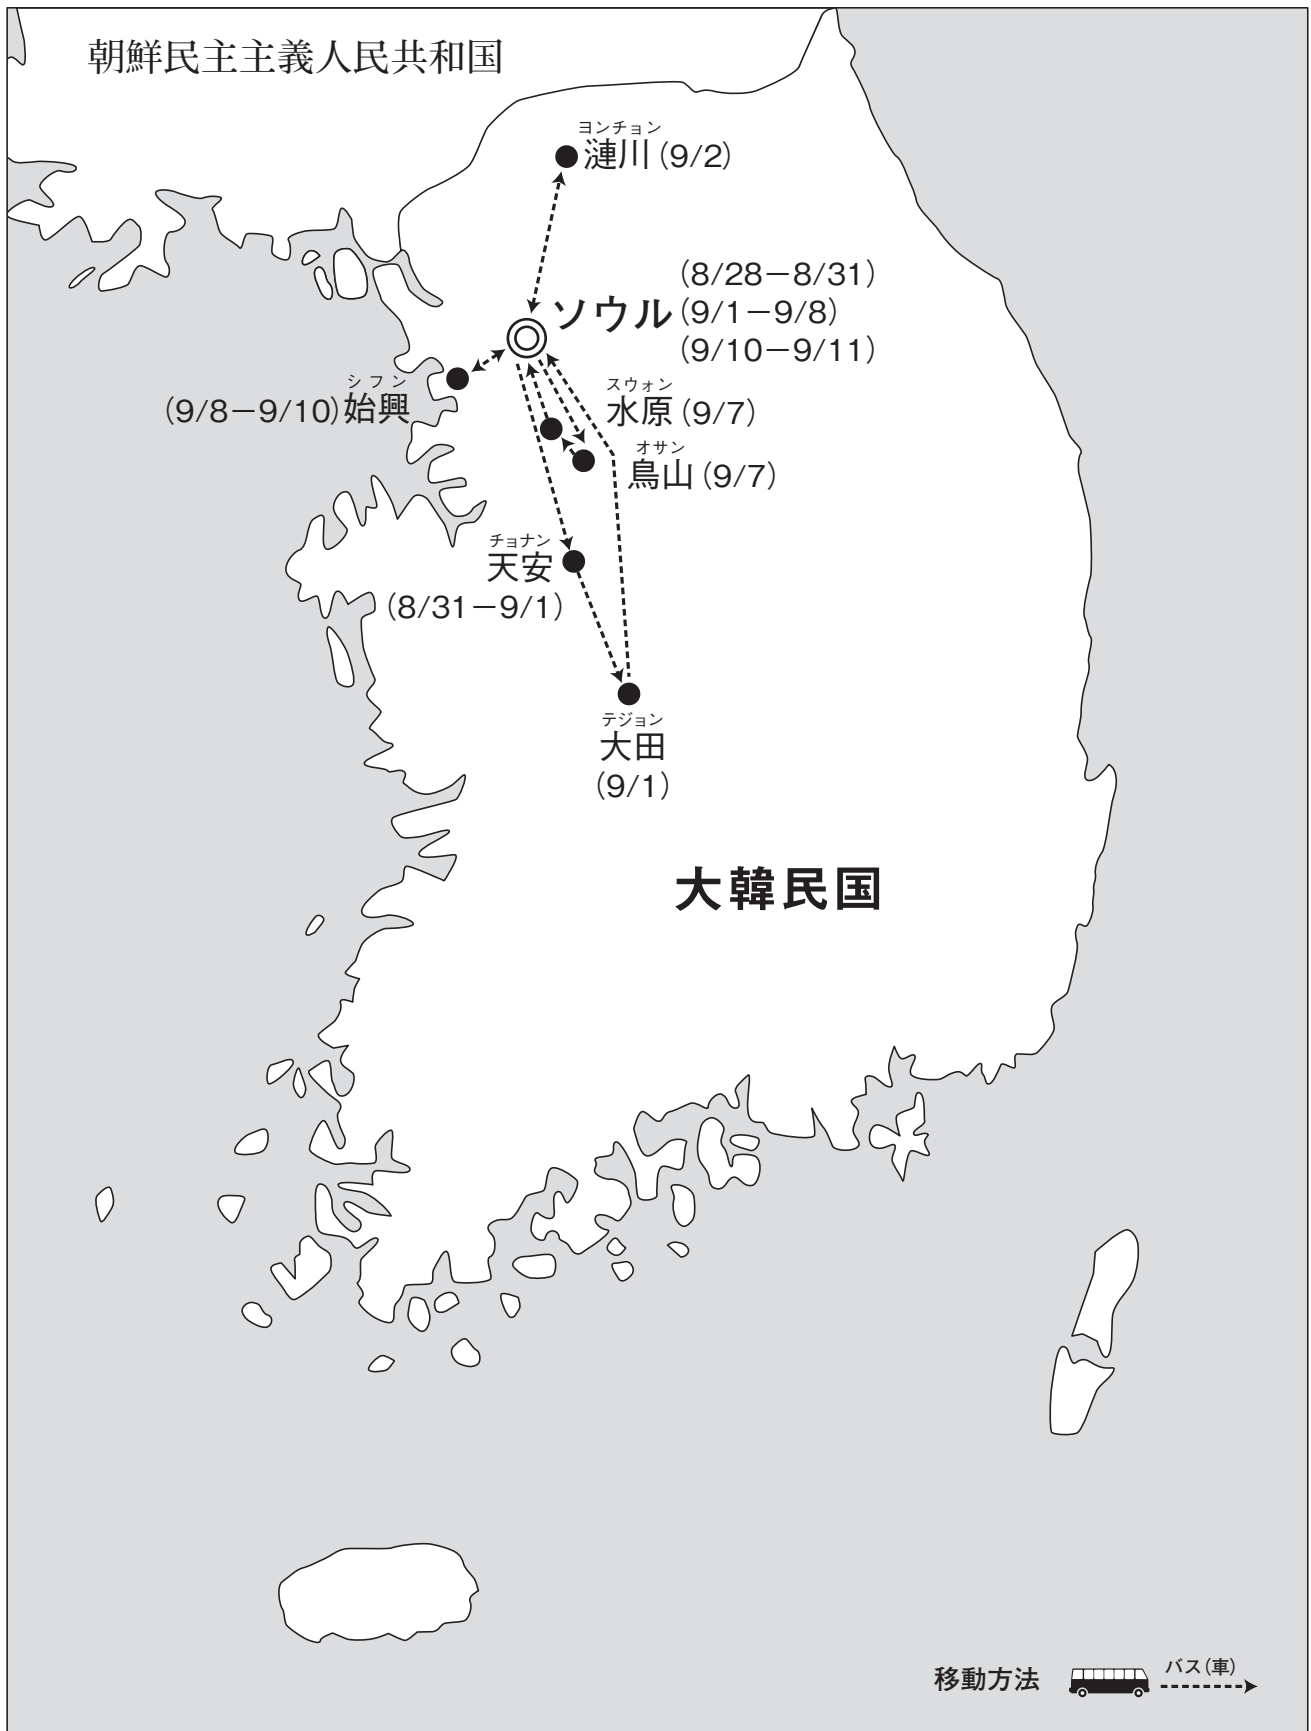 朝鮮民主主義人民共和国
ヨンチョン
漣川(9/2)
(8/28－8/31)
ソウル(9/1－9/8)
(9/10－9/11)
シフン
(9/8－9/10)始興
スウォン
水原(9/7)
オサン
鳥山(9/7)
チョナン
天安
(8/31－9/1)
テジョン
大田
(9/1)
大韓民国
移動方法
バス(車)